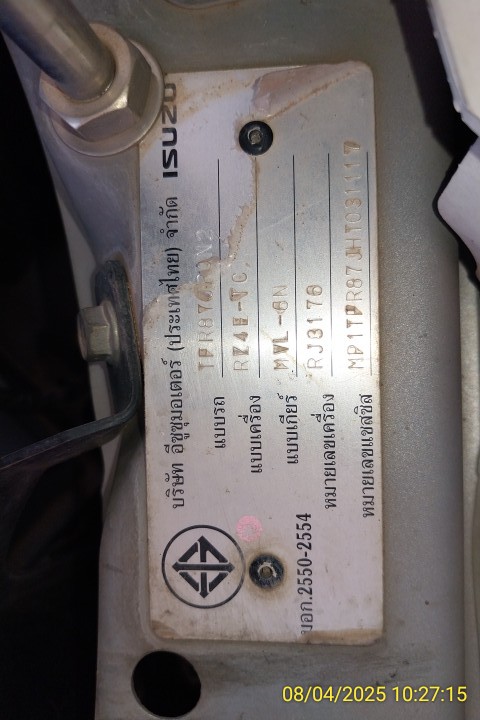 บริษัท อีซูซุมอเตอร์ (ประเทศไทย) จำกัด ISUZU
แบบรถ
แบบเครื่อง RZ4E-TC
แบบเกียร์ MVL-6N
หมายเลขเครื่อง RJ3176
หมายเลขแชสซิส
มอก.2550-2554
08/04/2025 10:27:15